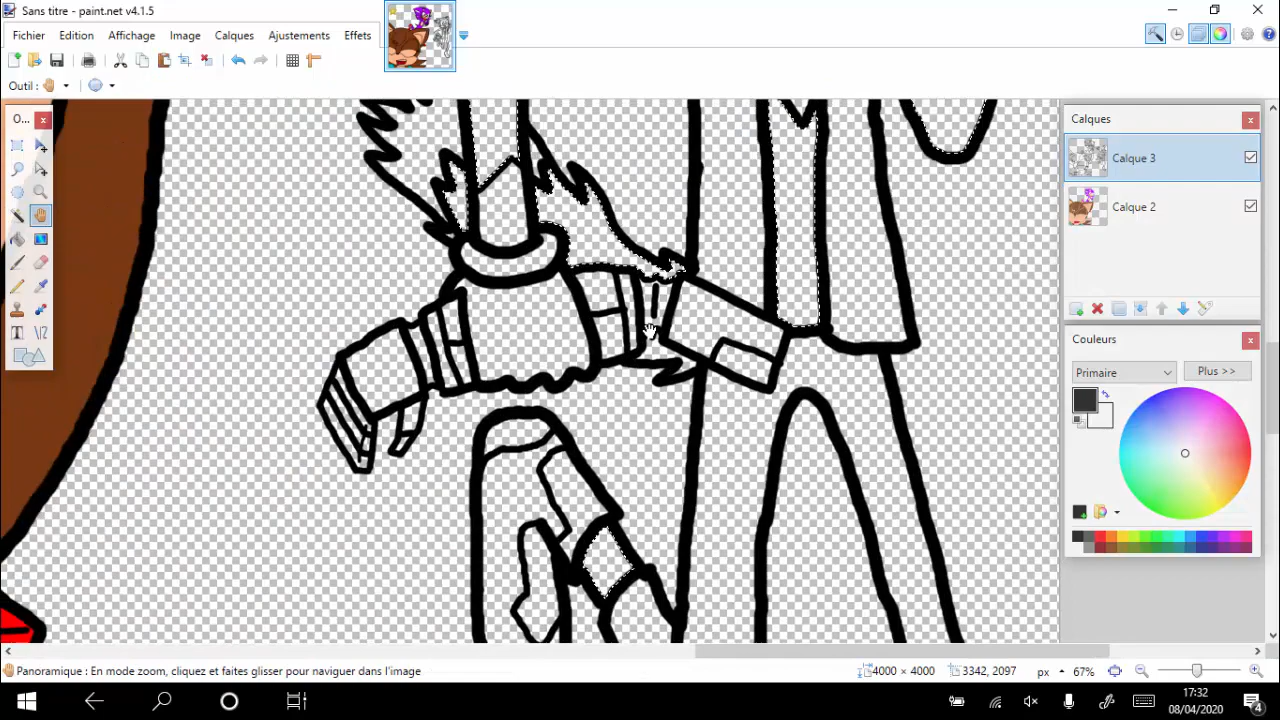 Sans titre - paint.net v4.1.5
Fichier Edition Affichage Image Calques Ajustements Effets
Outil :
O...
Calques
Calque 3
Calque 2
Couleurs
Primaire
Plus >>
Panoramique : En mode zoom, cliquez et faites glisser pour naviguer dans l'image
4000 × 4000
3342, 2097
px
67%
17:32
08/04/2020
4